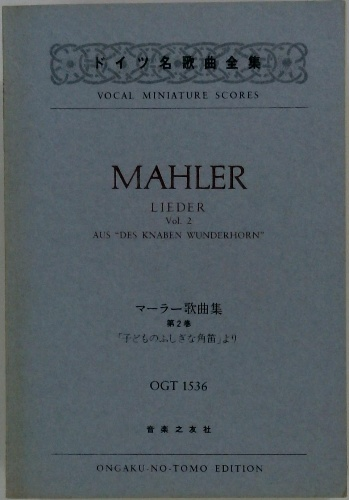 ドイツ名歌曲全集
VOCAL MINIATURE SCORES
MAHLER
LIEDER
Vol. 2
AUS "DES KNABEN WUNDERHORN"
マーラー歌曲集
第2巻
「子どものふしぎな角笛」より
OGT 1536
音楽之友社
ONGAKU-NO-TOMO EDITION